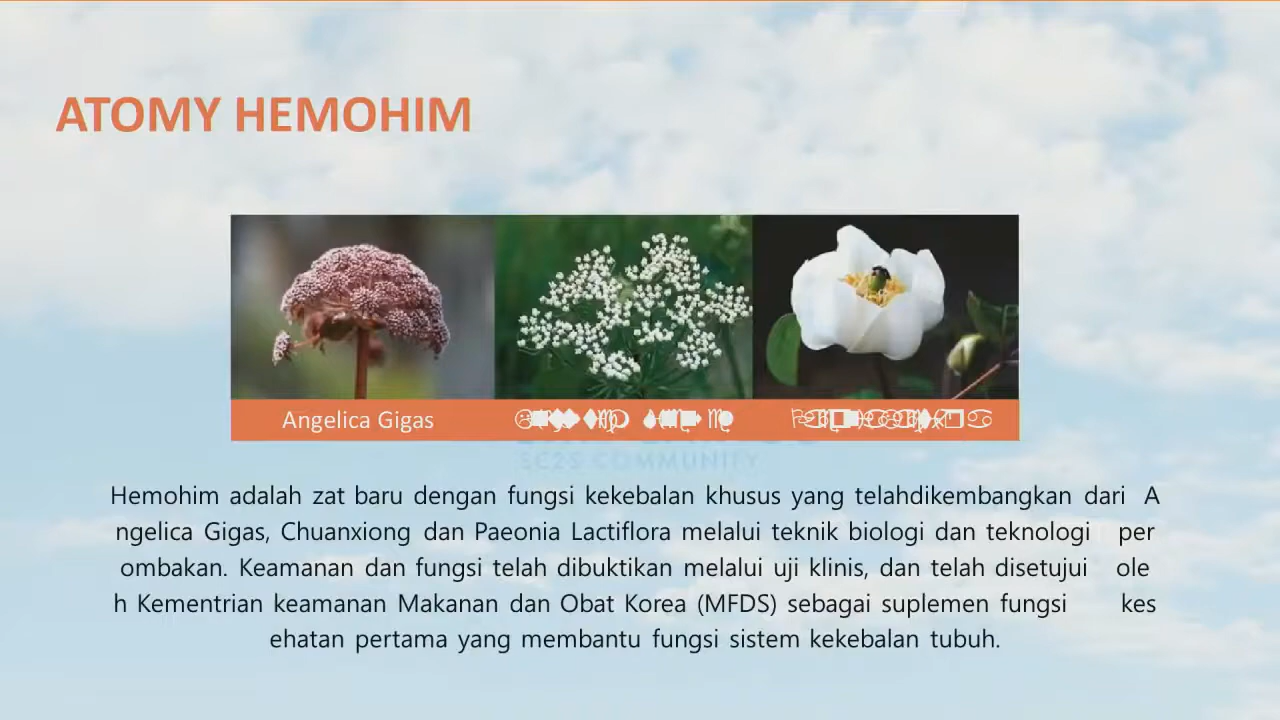 ATOMY HEMOHIM
Angelica Gigas
SC2S COMMUNITY
Hemohim adalah zat baru dengan fungsi kekebalan khusus yang telahdikembangkan dari A
ngelica Gigas, Chuanxiong dan Paeonia Lactiflora melalui teknik biologi dan teknologi per
ombakan. Keamanan dan fungsi telah dibuktikan melalui uji klinis, dan telah disetujui ole
h Kementrian keamanan Makanan dan Obat Korea (MFDS) sebagai suplemen fungsi kes
ehatan pertama yang membantu fungsi sistem kekebalan tubuh.